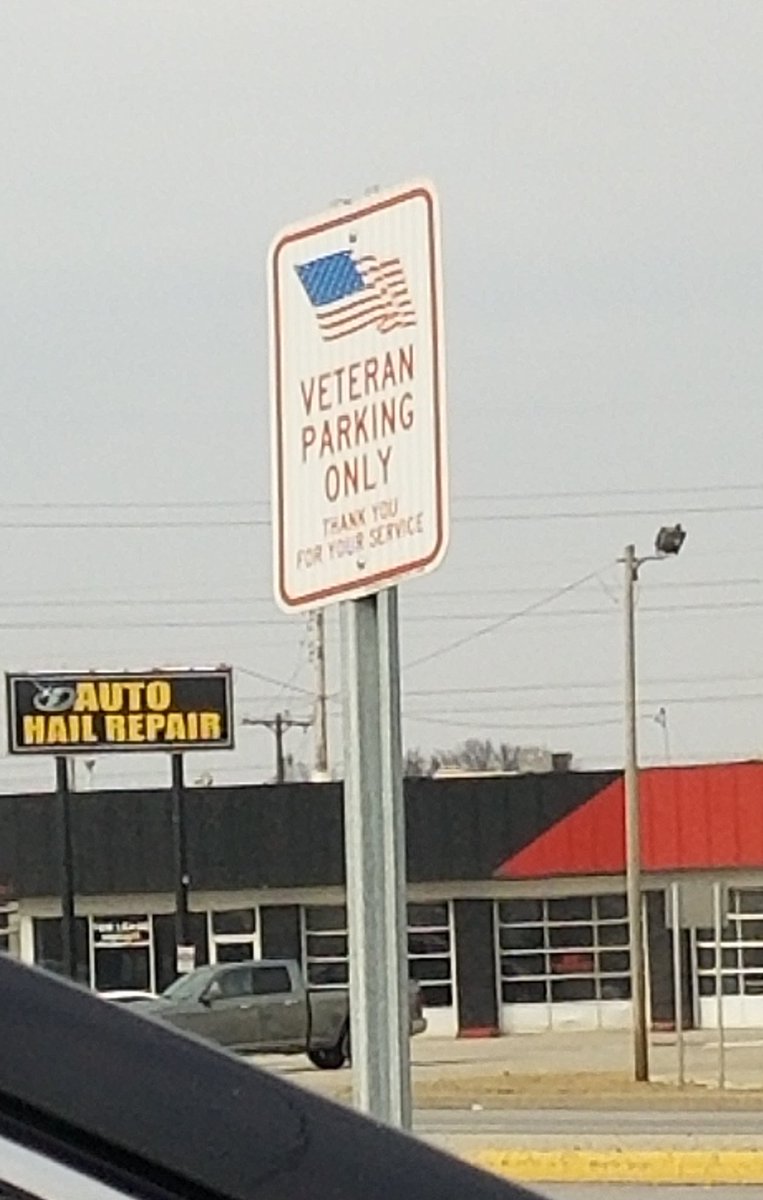 VETERAN
PARKING
ONLY
THANK YOU
FOR YOUR SERVICE
AUTO
HAIL REPAIR